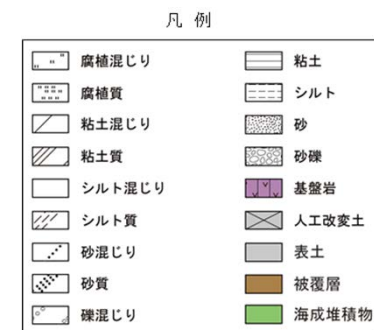 凡 例
腐植混じり
腐植質
粘土混じり
粘土質
シルト混じり
シルト質
砂混じり
砂質
礫混じり
粘土
シルト
砂
砂礫
基盤岩
人工改変土
表土
被覆層
海成堆積物